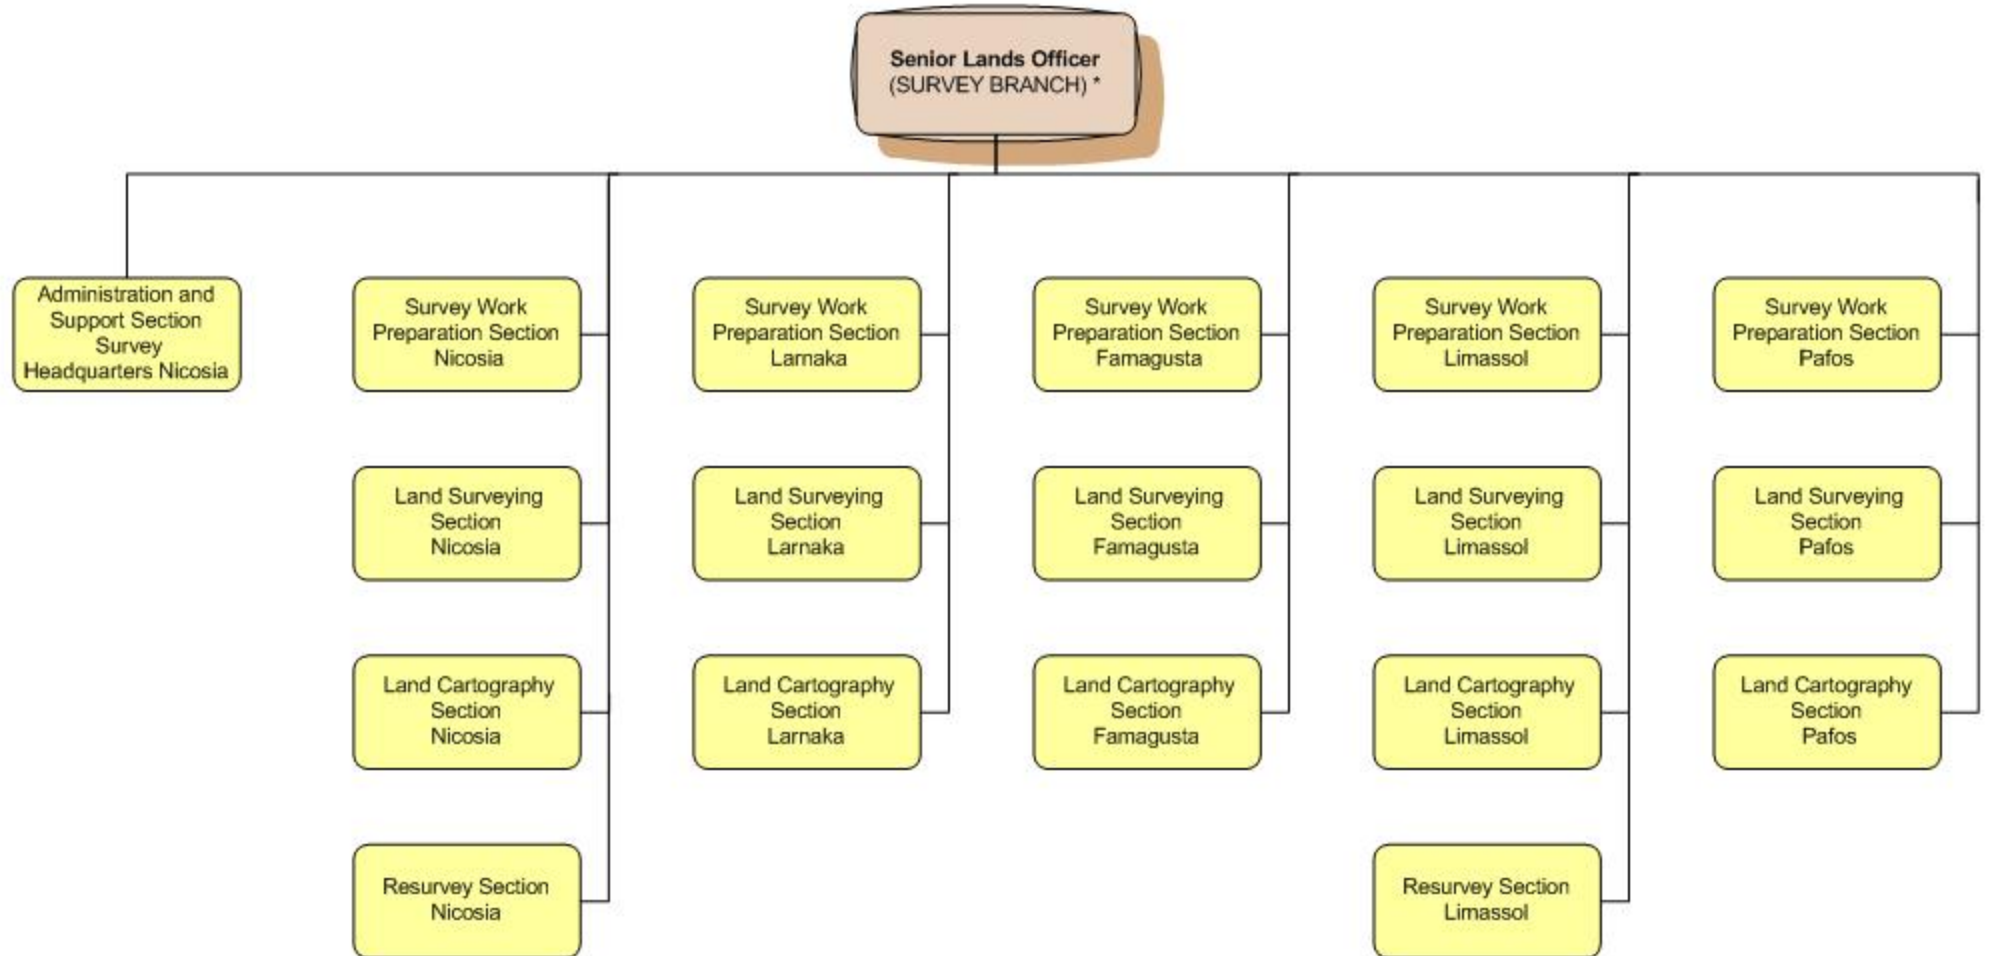 Senior Lands Officer
(SURVEY BRANCH) *
Administration and
Support Section
Survey
Headquarters Nicosia
Survey Work
Preparation Section
Nicosia
Survey Work
Preparation Section
Larnaka
Survey Work
Preparation Section
Famagusta
Survey Work
Preparation Section
Limassol
Survey Work
Preparation Section
Pafos
Land Surveying
Section
Nicosia
Land Surveying
Section
Larnaka
Land Surveying
Section
Famagusta
Land Surveying
Section
Limassol
Land Surveying
Section
Pafos
Land Cartography
Section
Nicosia
Land Cartography
Section
Larnaka
Land Cartography
Section
Famagusta
Land Cartography
Section
Limassol
Land Cartography
Section
Pafos
Resurvey Section
Nicosia
Resurvey Section
Limassol